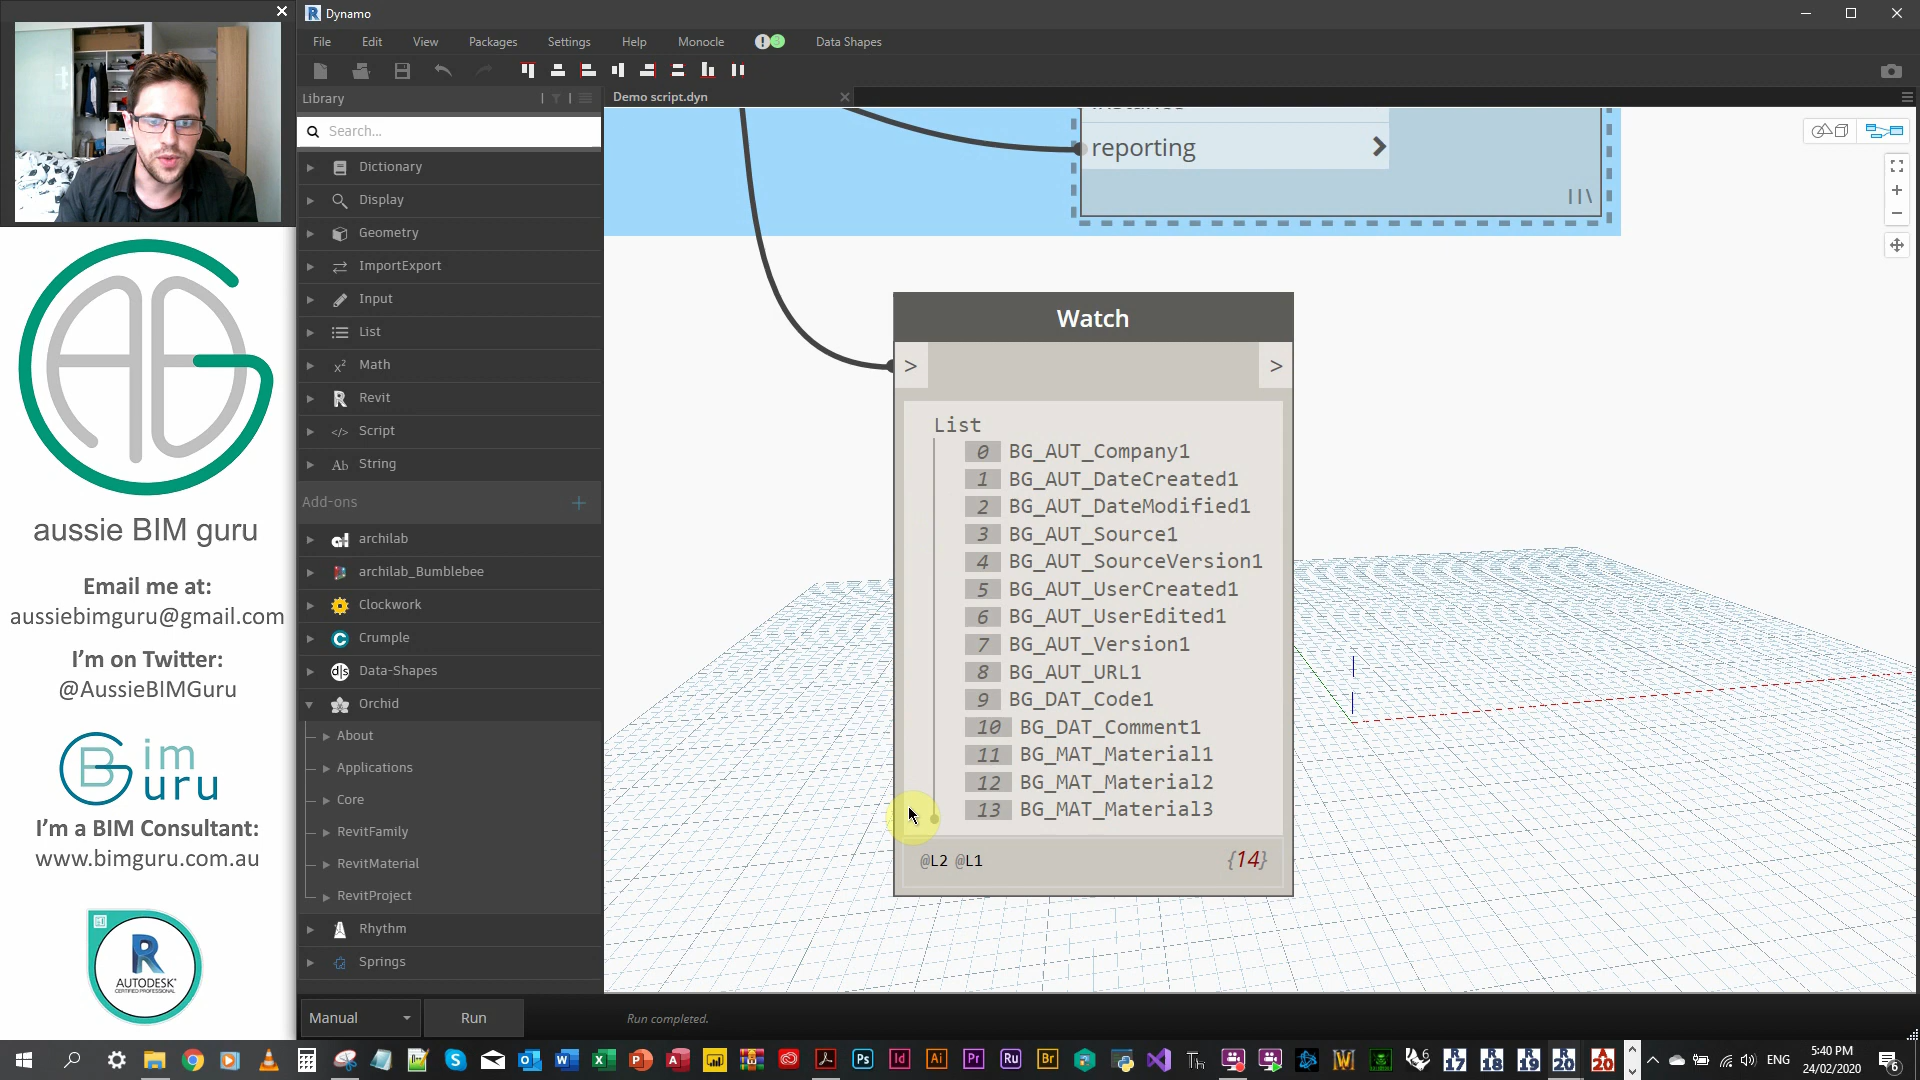 Dynamo
File Edit View Packages Settings Help Monocle Data Shapes
Library
Demo script.dyn
Search...
Dictionary
Display
Geometry
ImportExport
Input
List
Math
Revit
Script
String
Add-ons
archilab
archilab_Bumblebee
Clockwork
Crumple
Data-Shapes
Orchid
About
Applications
Core
RevitFamily
RevitMaterial
RevitProject
Rhythm
Springs
Manual
Run
Run completed.
reporting
Watch
> >
List
0 BG_AUT_Company1
1 BG_AUT_DateCreated1
2 BG_AUT_DateModified1
3 BG_AUT_Source1
4 BG_AUT_SourceVersion1
5 BG_AUT_UserCreated1
6 BG_AUT_UserEdited1
7 BG_AUT_Version1
8 BG_AUT_URL1
9 BG_DAT_Code1
10 BG_DAT_Comment1
11 BG_MAT_Material1
12 BG_MAT_Material2
13 BG_MAT_Material3
@L2 @L1 {14}
aussie BIM guru
Email me at:
aussiebimguru@gmail.com
I'm on Twitter:
@AussieBIMGuru
BIM
Guru
I'm a BIM Consultant:
www.bimguru.com.au
R
AUTODESK
CERTIFIED PROFESSIONAL
ENG
5:40 PM
24/02/2020